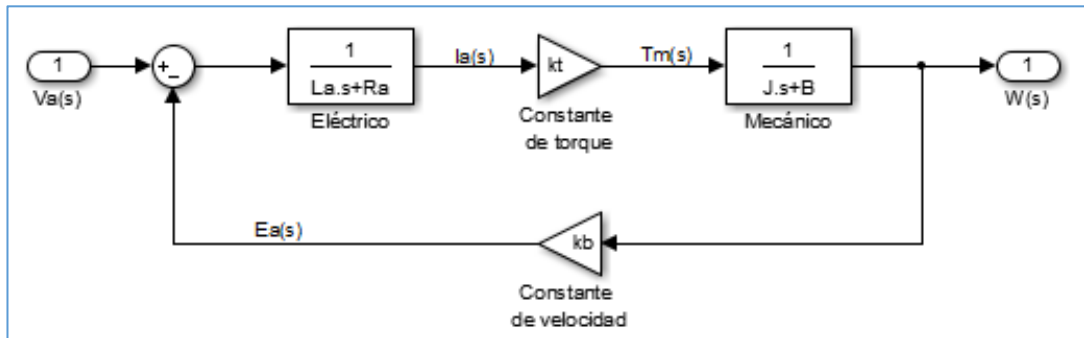 1
Va(s)
+
-
1
La.s+Ra
Eléctrico
Ia(s)
kt
Constante
de torque
Tm(s)
1
J.s+B
Mecánico
1
W(s)
Ea(s)
kb
Constante
de velocidad